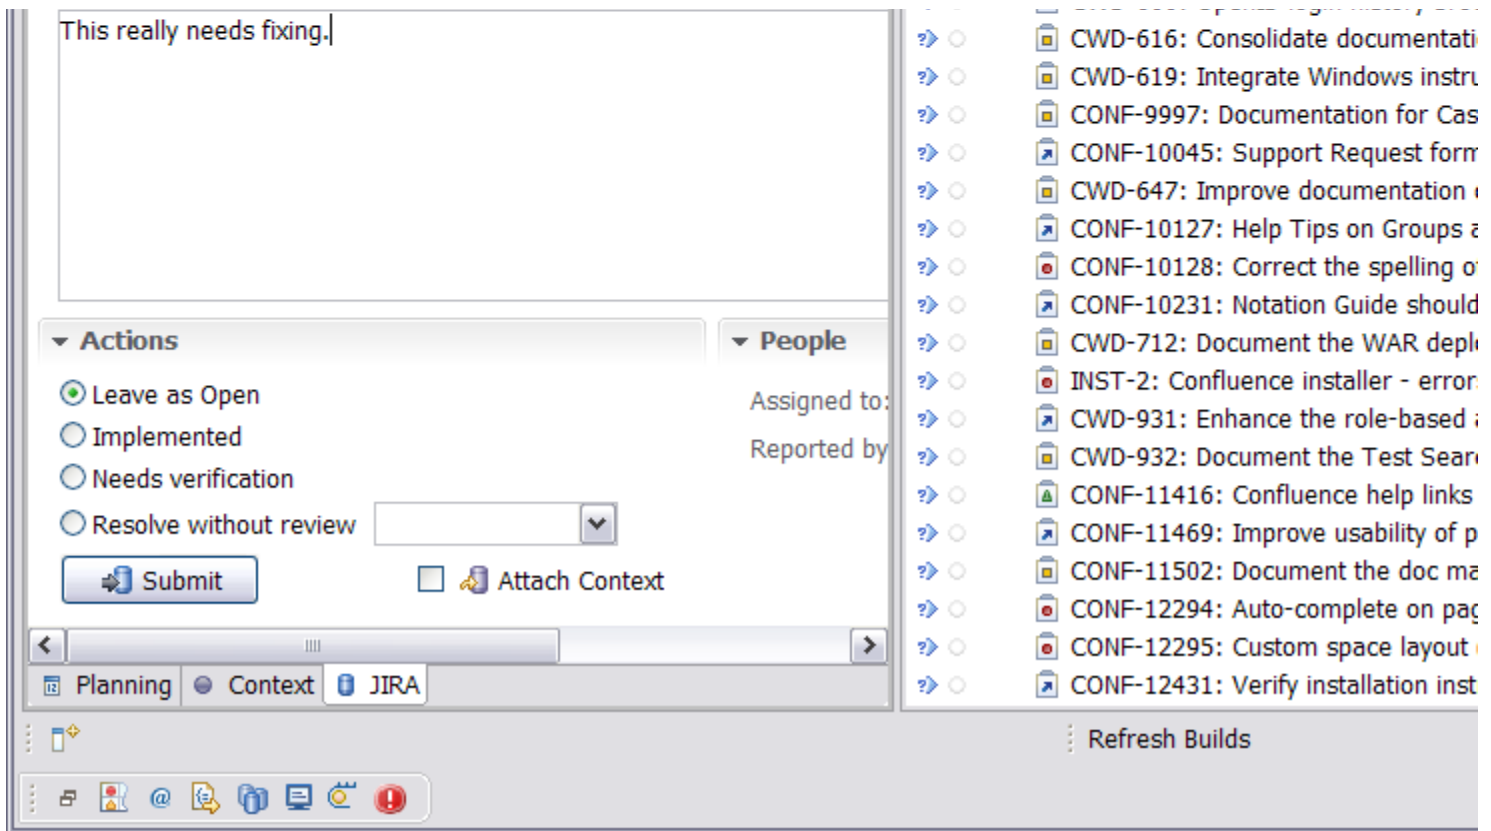 This really needs fixing.
Actions
Leave as Open
Implemented
Needs verification
Resolve without review
Submit
Attach Context
People
Assigned to:
Reported by
Planning
Context
JIRA
CWD-616: Consolidate documentati
CWD-619: Integrate Windows instru
CONF-9997: Documentation for Cas
CONF-10045: Support Request form
CWD-647: Improve documentation
CONF-10127: Help Tips on Groups a
CONF-10128: Correct the spelling of
CONF-10231: Notation Guide should
CWD-712: Document the WAR deplo
INST-2: Confluence installer - error
CWD-931: Enhance the role-based a
CWD-932: Document the Test Sear
CONF-11416: Confluence help links
CONF-11469: Improve usability of p
CONF-11502: Document the doc ma
CONF-12294: Auto-complete on pag
CONF-12295: Custom space layout
CONF-12431: Verify installation inst
Refresh Builds